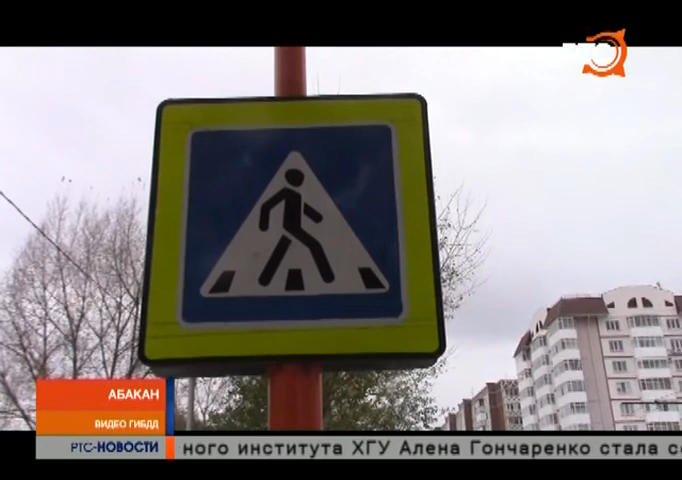 АБАКАН
ВИДЕО ГИБДД
РТС-НОВОСТИ
ного института ХГУ Алена Гончаренко стала